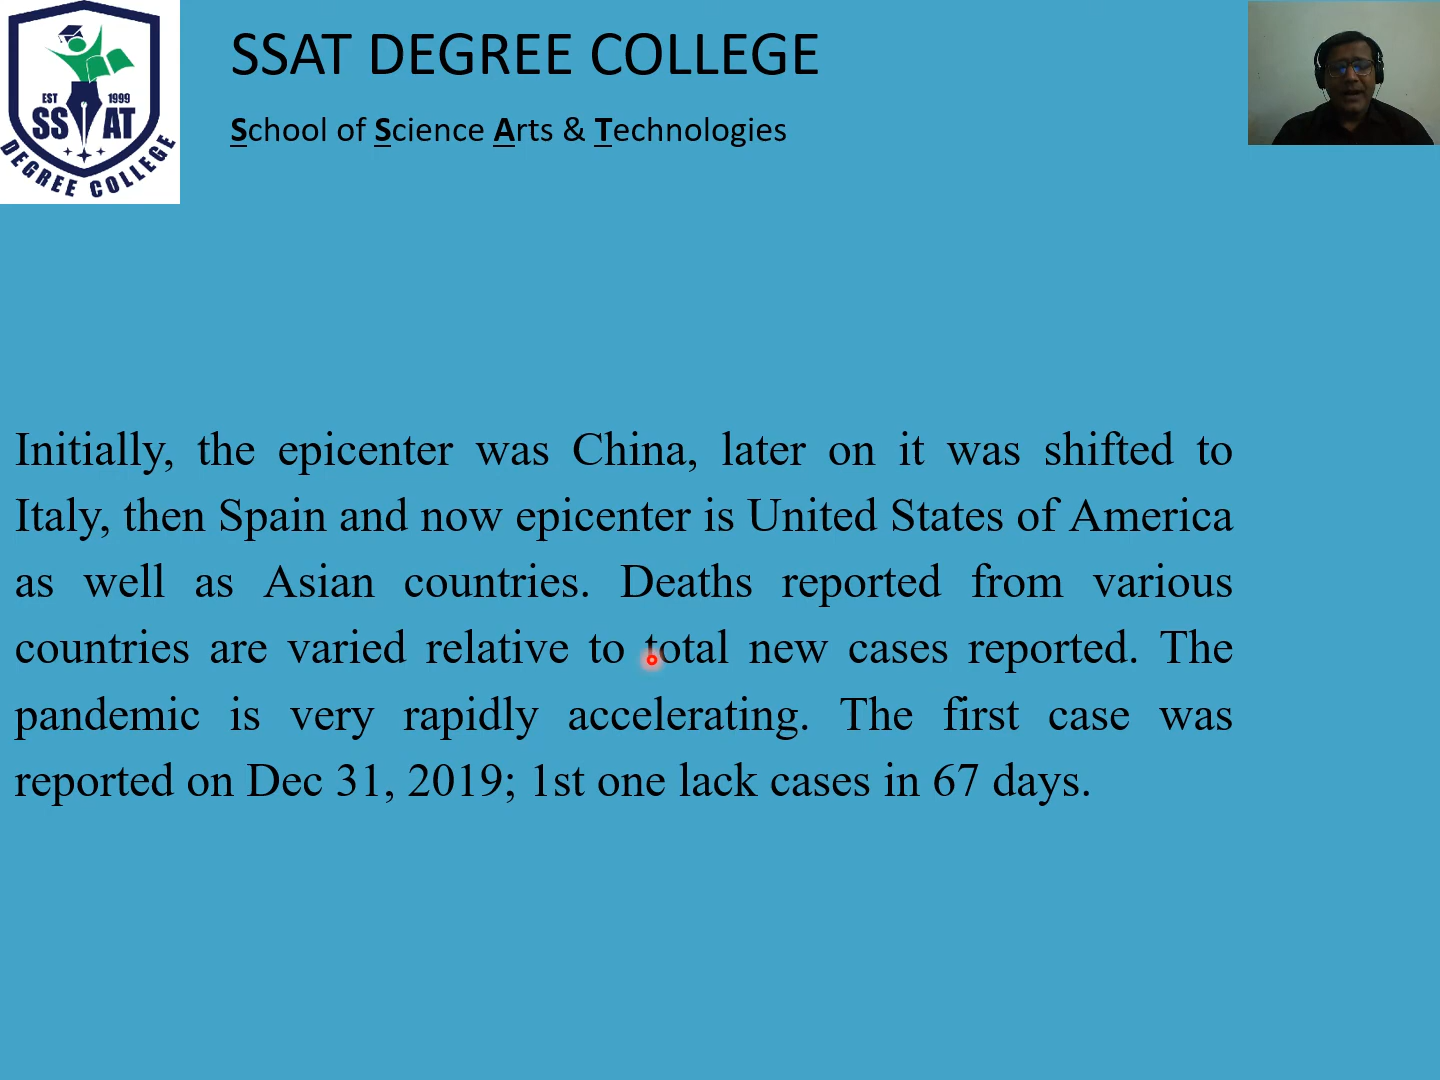 EST 1999
SS AT
DEGREE COLLEGE
SSAT DEGREE COLLEGE
School of Science Arts & Technologies
Initially, the epicenter was China, later on it was shifted to
Italy, then Spain and now epicenter is United States of America
as well as Asian countries. Deaths reported from various
countries are varied relative to total new cases reported. The
pandemic is very rapidly accelerating. The first case was
reported on Dec 31, 2019; 1st one lack cases in 67 days.